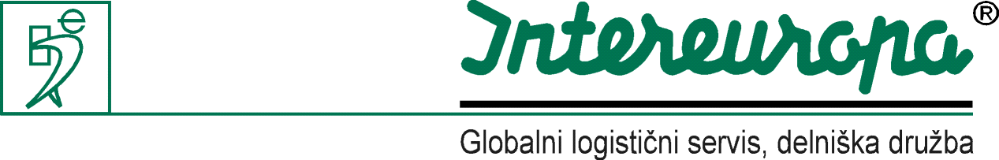 Intereuropa®
Globalni logistični servis, delniška družba